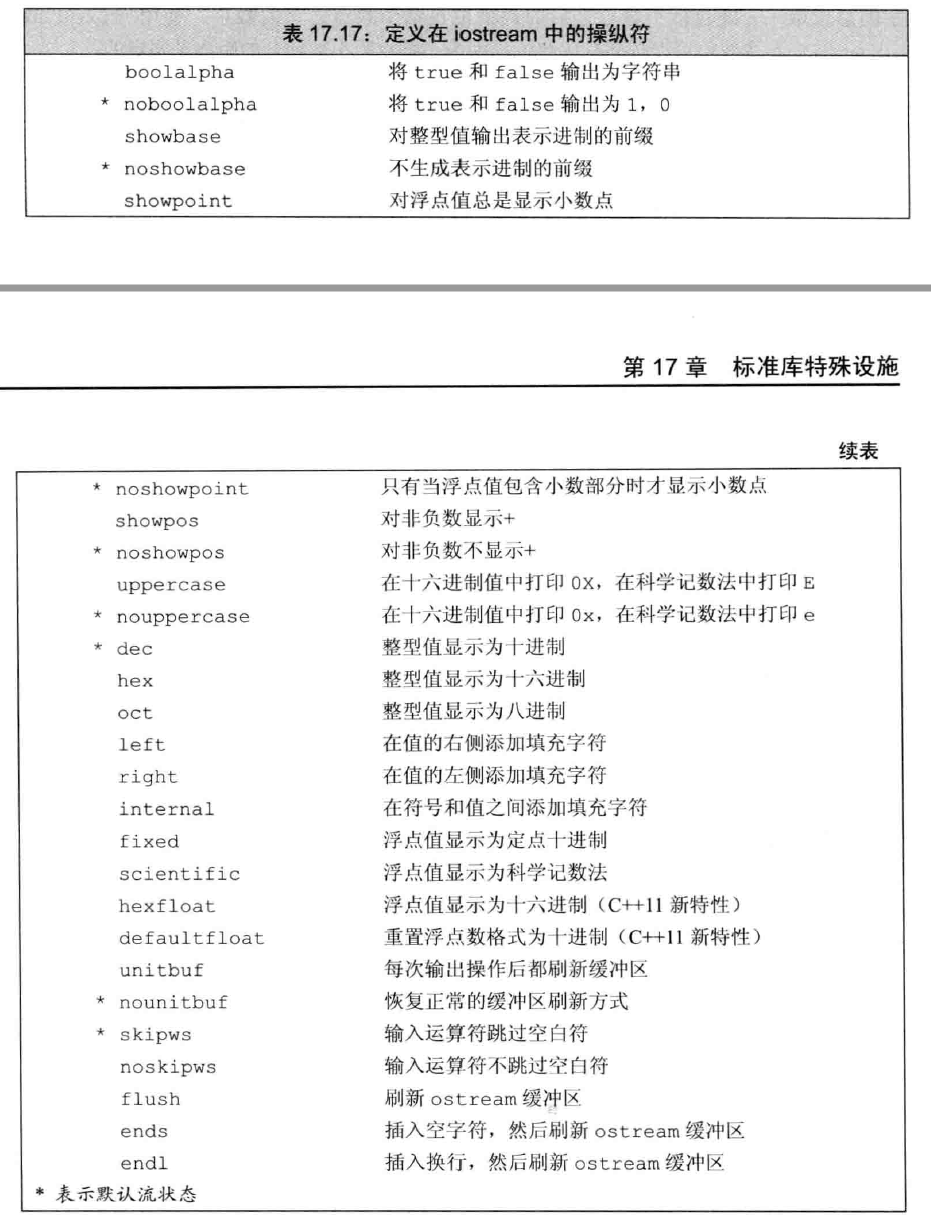 表 17.17：定义在 iostream 中的操纵符
boolalpha 将 true 和 false 输出为字符串
* noboolalpha 将 true 和 false 输出为 1，0
showbase 对整型值输出表示进制的前缀
* noshowbase 不生成表示进制的前缀
showpoint 对浮点值总是显示小数点
第 17 章 标准库特殊设施
续表
* noshowpoint 只有当浮点值包含小数部分时才显示小数点
showpos 对非负数显示+
* noshowpos 对非负数不显示+
uppercase 在十六进制值中打印 0X，在科学记数法中打印 E
* nouppercase 在十六进制值中打印 0x，在科学记数法中打印 e
* dec 整型值显示为十进制
hex 整型值显示为十六进制
oct 整型值显示为八进制
left 在值的右侧添加填充字符
right 在值的左侧添加填充字符
internal 在符号和值之间添加填充字符
fixed 浮点值显示为定点十进制
scientific 浮点值显示为科学记数法
hexfloat 浮点值显示为十六进制（C++11 新特性）
defaultfloat 重置浮点数格式为十进制（C++11 新特性）
unitbuf 每次输出操作后都刷新缓冲区
* nounitbuf 恢复正常的缓冲区刷新方式
* skipws 输入运算符跳过空白符
noskipws 输入运算符不跳过空白符
flush 刷新 ostream 缓冲区
ends 插入空字符，然后刷新 ostream 缓冲区
endl 插入换行，然后刷新 ostream 缓冲区
* 表示默认流状态